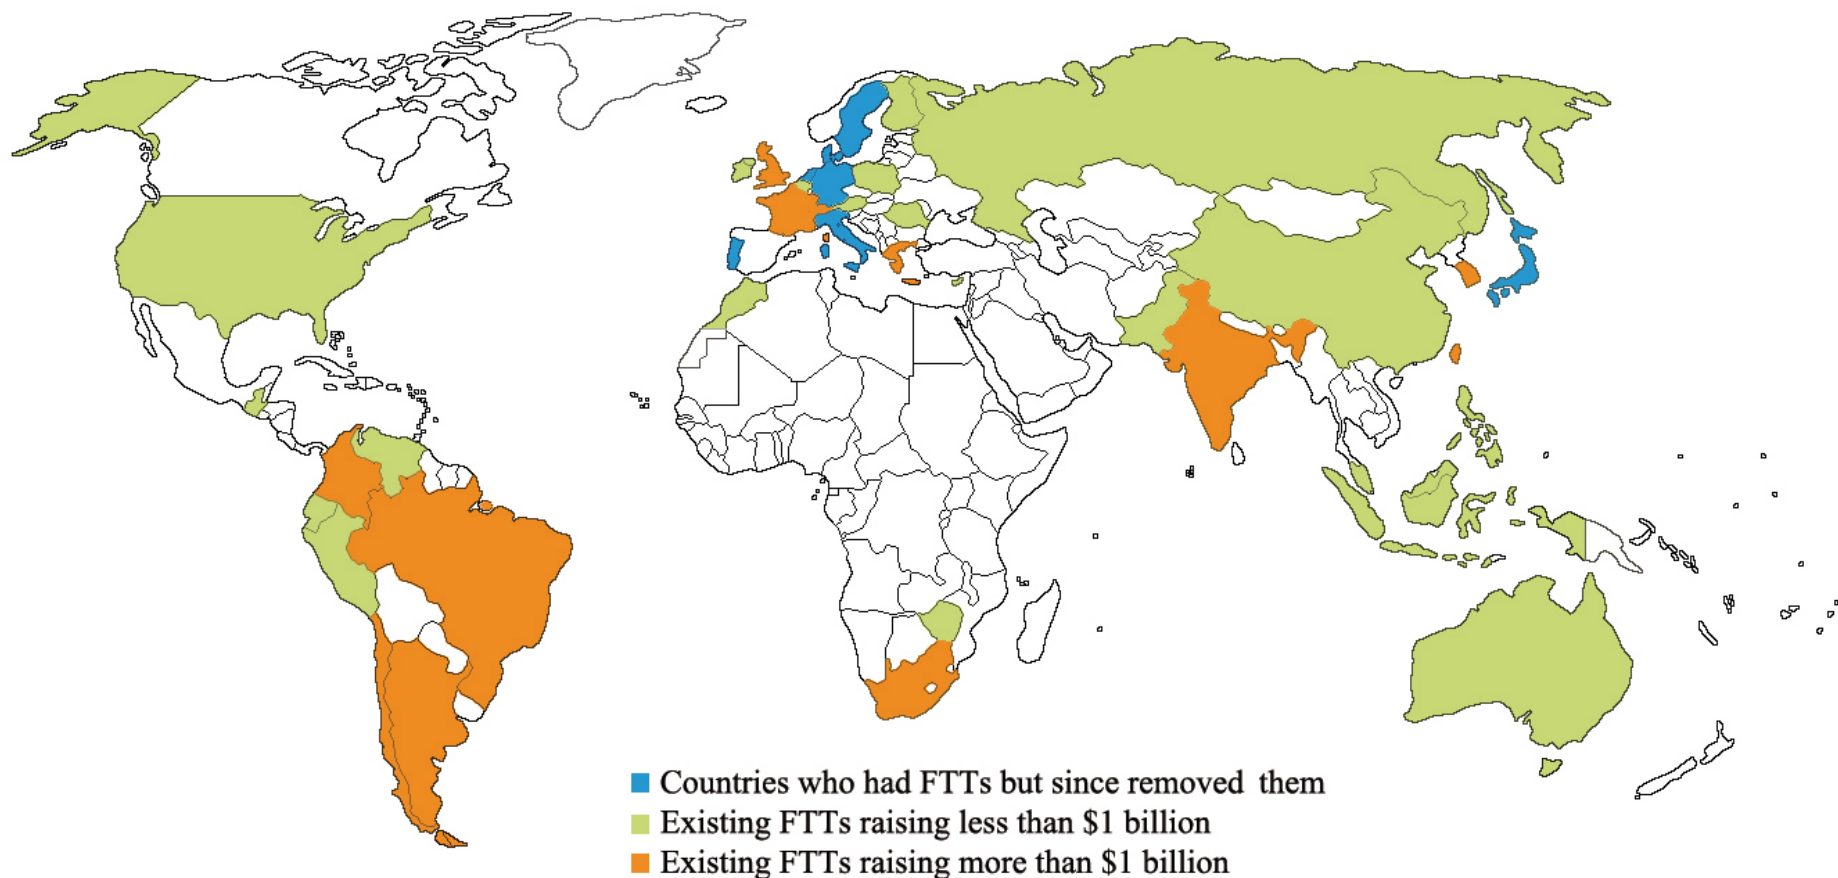 Countries who had FTTs but since removed them
Existing FTTs raising less than $1 billion
Existing FTTs raising more than $1 billion